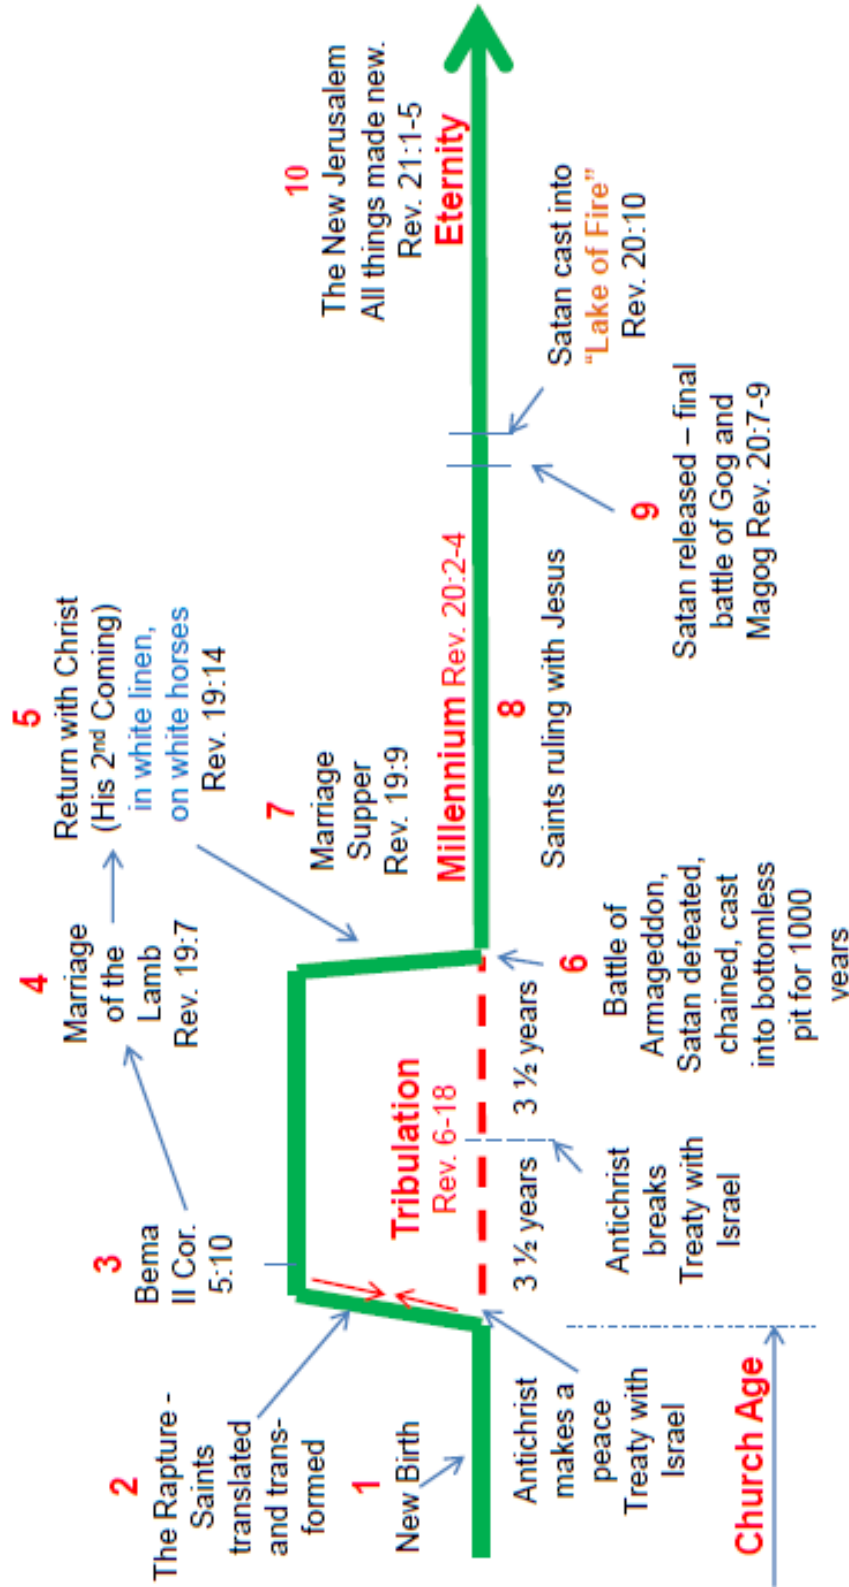 2
The Rapture -
Saints
translated
and trans-
formed
1
New Birth
3
Bema
II Cor.
5:10
4
Marriage
of the
Lamb
Rev. 19:7
5
Return with Christ
(His 2nd Coming)
in white linen,
on white horses
Rev. 19:14
7
Marriage
Supper
Rev. 19:9
10
The New Jerusalem
All things made new.
Rev. 21:1-5
Eternity
Tribulation
Rev. 6-18
Millennium Rev. 20:2-4
3 ½ years
3 ½ years
8
Saints ruling with Jesus
Antichrist
makes a
peace
Treaty with
Israel
Antichrist
breaks
Treaty with
Israel
6
Battle of
Armageddon,
Satan defeated,
chained, cast
into bottomless
pit for 1000
years
9
Satan released – final
battle of Gog and
Magog Rev. 20:7-9
Satan cast into
“Lake of Fire”
Rev. 20:10
Church Age